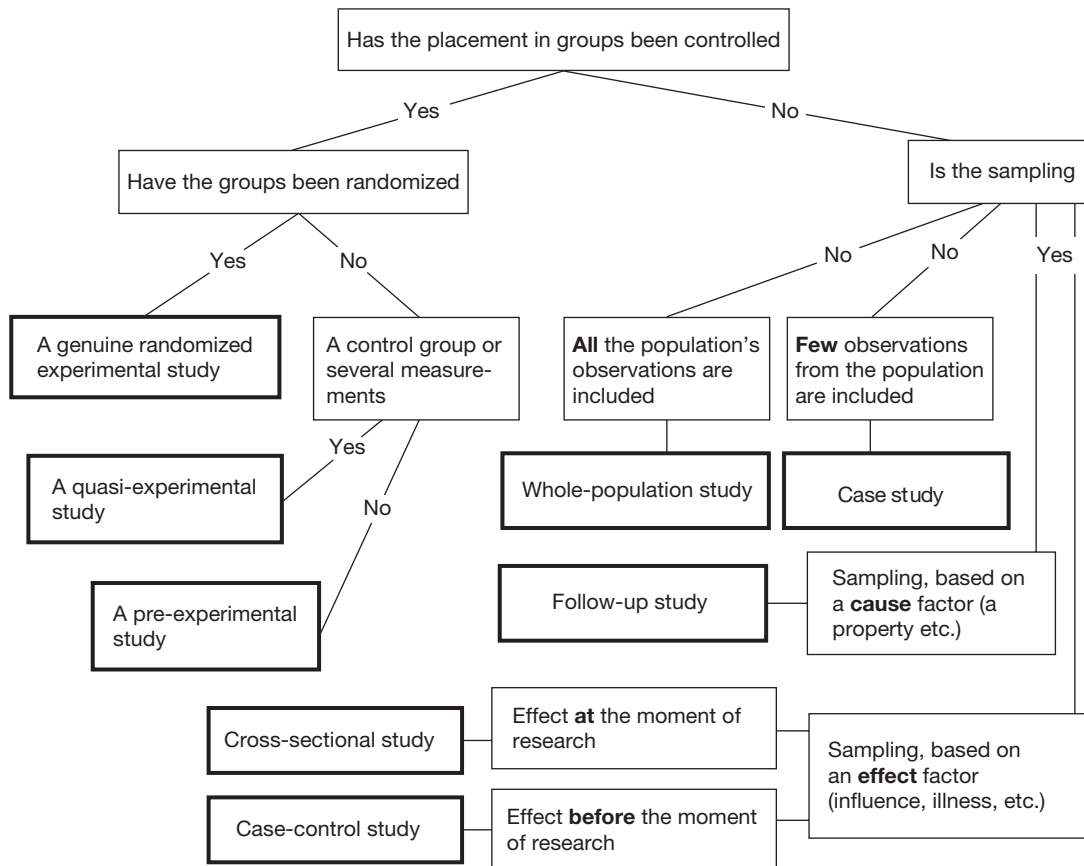 Has the placement in groups been controlled
Yes
No
Have the groups been randomized
Is the sampling
Yes
No
No
No
Yes
A genuine randomized
experimental study
A control group or
several measure-
ments
All the population's
observations are
included
Few observations
from the population
are included
Yes
A quasi-experimental
study
No
Whole-population study
Case study
A pre-experimental
study
Follow-up study
Sampling, based on
a cause factor (a
property etc.)
Cross-sectional study
Effect at the moment of
research
Sampling, based on
an effect factor
(influence, illness, etc.)
Case-control study
Effect before the moment
of research